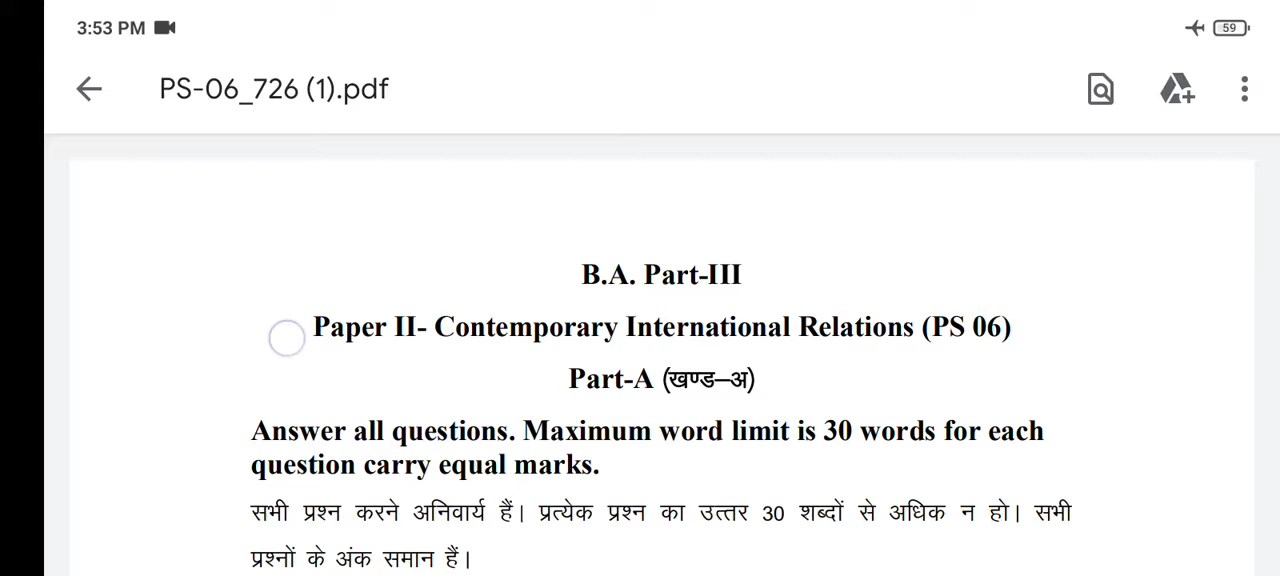 3:53 PM
59
PS-06_726 (1).pdf
B.A. Part-III
Paper II- Contemporary International Relations (PS 06)
Part-A (खण्ड–अ)
Answer all questions. Maximum word limit is 30 words for each
question carry equal marks.
सभी प्रश्न करने अनिवार्य हैं। प्रत्येक प्रश्न का उत्तर 30 शब्दों से अधिक न हो। सभी
प्रश्नों के अंक समान हैं।